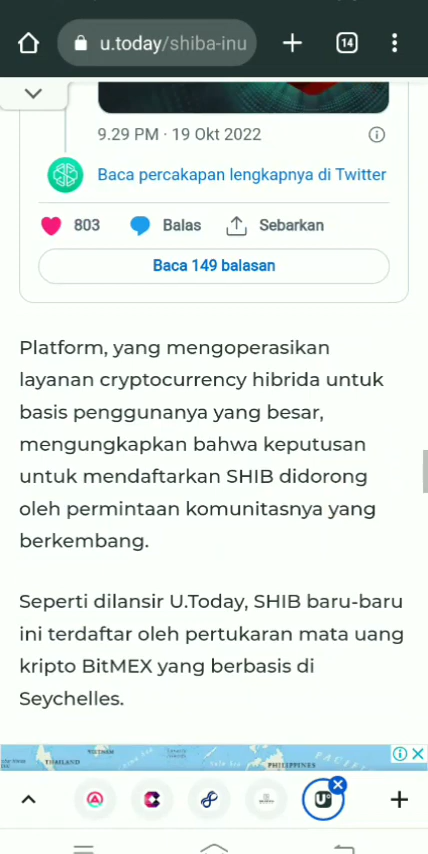 u.today/shiba-inu
14
9.29 PM · 19 Okt 2022
Baca percakapan lengkapnya di Twitter
803 Balas Sebarkan
Baca 149 balasan
Platform, yang mengoperasikan
layanan cryptocurrency hibrida untuk
basis penggunanya yang besar,
mengungkapkan bahwa keputusan
untuk mendaftarkan SHIB didorong
oleh permintaan komunitasnya yang
berkembang.
Seperti dilansir U.Today, SHIB baru-baru
ini terdaftar oleh pertukaran mata uang
kripto BitMEX yang berbasis di
Seychelles.
VIETNAM
THAILAND
PHILIPPINES
PACIFIC